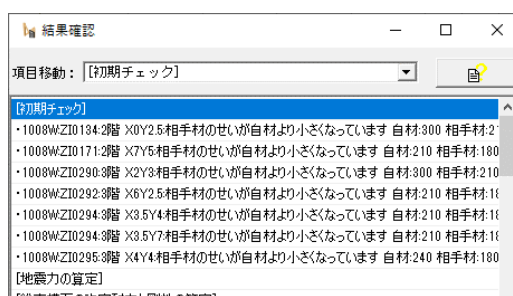 結果確認
項目移動： [初期チェック]
[初期チェック]
・1008W:ZI0134:2階 X0Y2.5:相手材のせいが自材より小さくなっています 自材:300 相手材:2
・1008W:ZI0171:2階 X7Y5:相手材のせいが自材より小さくなっています 自材:210 相手材:180
・1008W:ZI0290:3階 X2Y3:相手材のせいが自材より小さくなっています 自材:300 相手材:210
・1008W:ZI0292:3階 X6Y2.5:相手材のせいが自材より小さくなっています 自材:210 相手材:18
・1008W:ZI0294:3階 X3.5Y4:相手材のせいが自材より小さくなっています 自材:210 相手材:18
・1008W:ZI0294:3階 X3.5Y7:相手材のせいが自材より小さくなっています 自材:210 相手材:18
・1008W:ZI0295:3階 X4Y4:相手材のせいが自材より小さくなっています 自材:240 相手材:180
[地震力の算定]